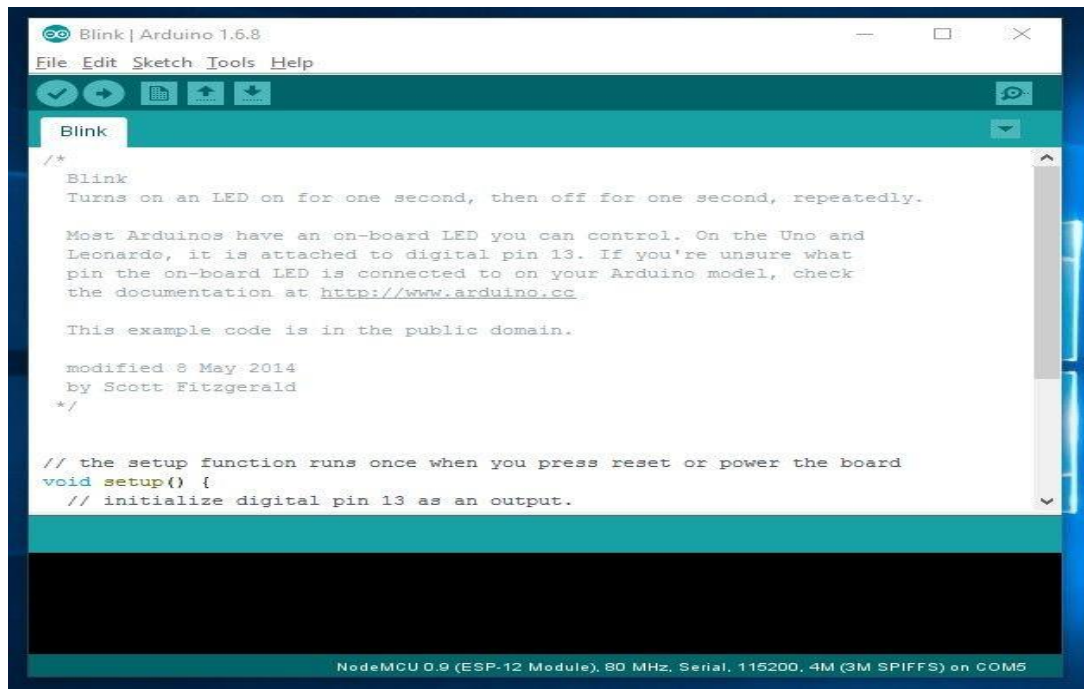 Blink | Arduino 1.6.8
File Edit Sketch Tools Help
Blink
/*
Blink
Turns on an LED on for one second, then off for one second, repeatedly.
Most Arduinos have an on-board LED you can control. On the Uno and
Leonardo, it is attached to digital pin 13. If you're unsure what
pin the on-board LED is connected to on your Arduino model, check
the documentation at http://www.arduino.cc
This example code is in the public domain.
modified 8 May 2014
by Scott Fitzgerald
*/
// the setup function runs once when you press reset or power the board
void setup() {
// initialize digital pin 13 as an output.
NodeMCU 0.9 (ESP-12 Module), 80 MHz, Serial, 115200, 4M (3M SPIFFS) on COM5